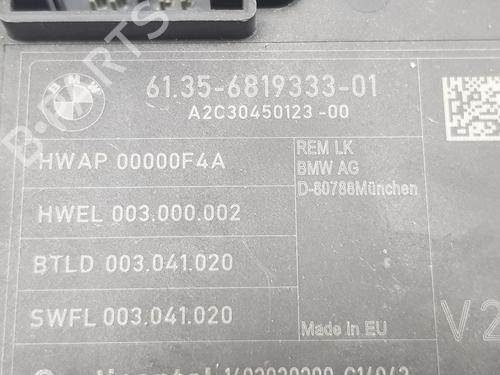 BMW
61.35-6819333-01
A2C30450123-00
HWAP 00000F4A
REM LK
BMW AG
D-80788München
HWEL 003.000.002
BTLD 003.041.020
SWFL 003.041.020
Made in EU
V2
B-Parts